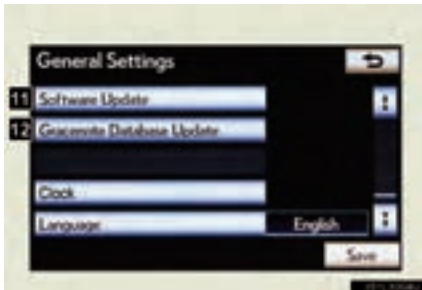 General Settings
11 Software Update
12 Gracenote Database Update
Clock
Language English
Save